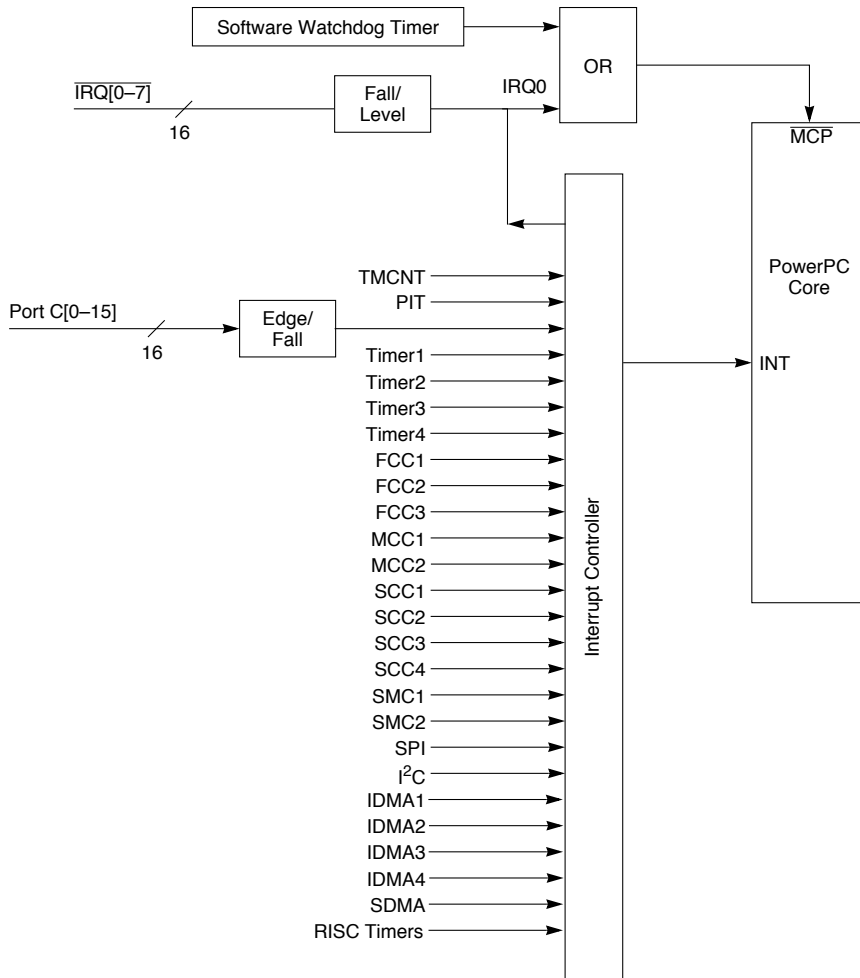 Software Watchdog Timer
OR
IRQ[0–7]
16
Fall/
Level
IRQ0
MCP
PowerPC
Core
INT
TMCNT
PIT
Port C[0–15]
16
Edge/
Fall
Timer1
Timer2
Timer3
Timer4
FCC1
FCC2
FCC3
MCC1
MCC2
SCC1
SCC2
SCC3
SCC4
SMC1
SMC2
SPI
I²C
IDMA1
IDMA2
IDMA3
IDMA4
SDMA
RISC Timers
Interrupt Controller